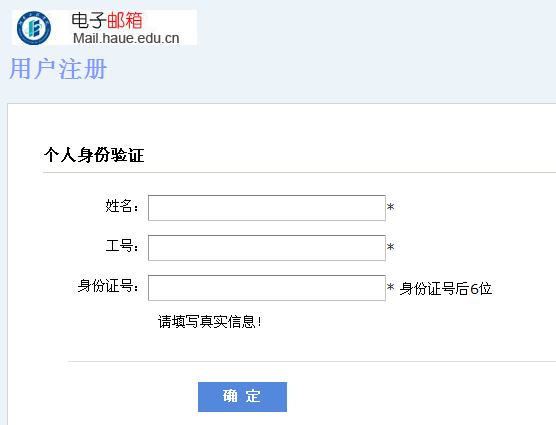 电子邮箱
Mail.haue.edu.cn
用户注册
个人身份验证
姓名： *
工号： *
身份证号： * 身份证号后6位
请填写真实信息！
确 定